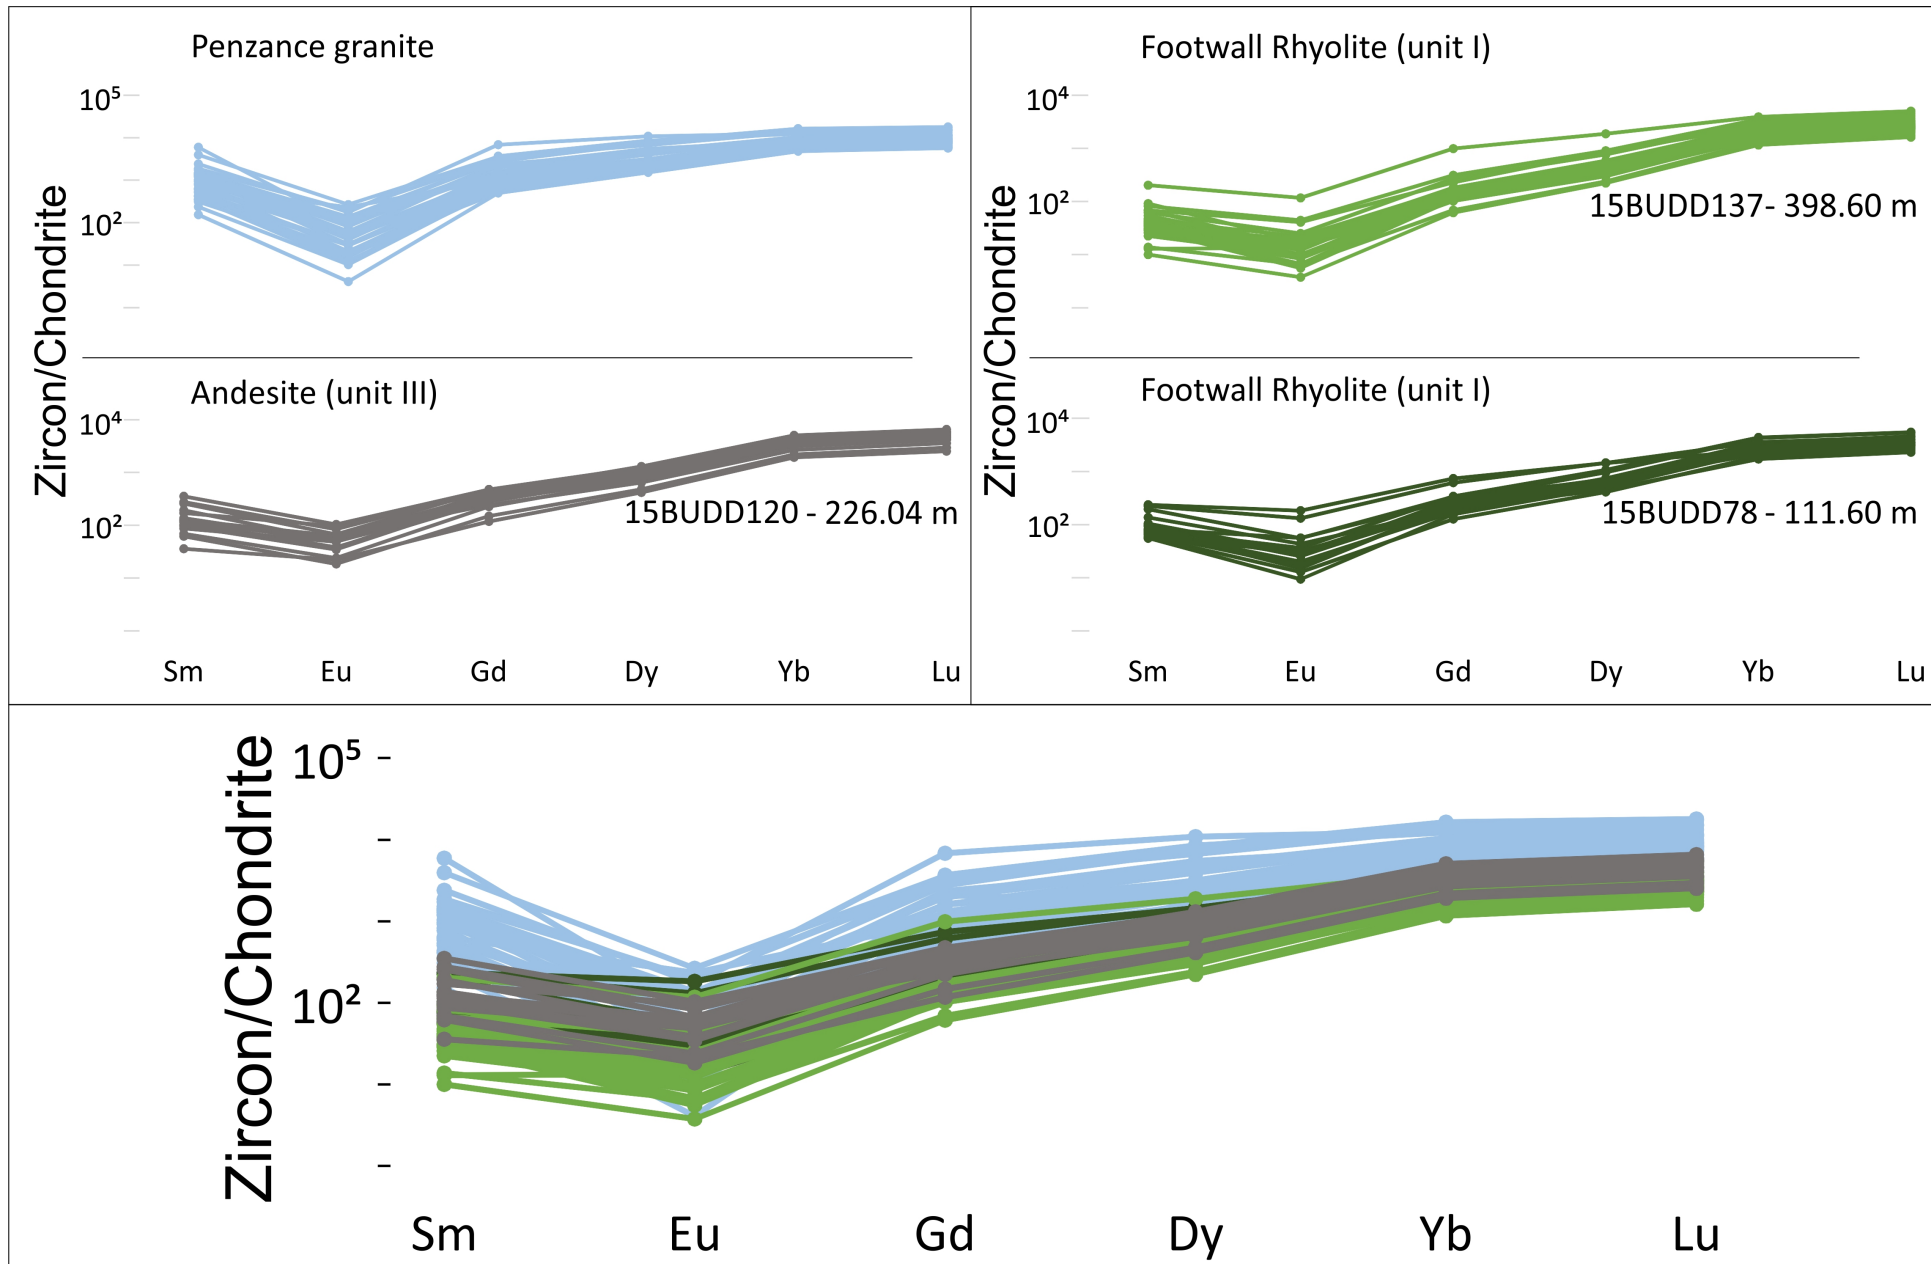 Penzance granite
10⁵
10²
Zircon/Chondrite
Andesite (unit III)
10⁴
10²
15BUDD120 - 226.04 m
Sm Eu Gd Dy Yb Lu
Footwall Rhyolite (unit I)
10⁴
10²
15BUDD137- 398.60 m
Zircon/Chondrite
Footwall Rhyolite (unit I)
10⁴
10²
15BUDD78 - 111.60 m
Sm Eu Gd Dy Yb Lu
Zircon/Chondrite
10⁵
10²
Sm Eu Gd Dy Yb Lu